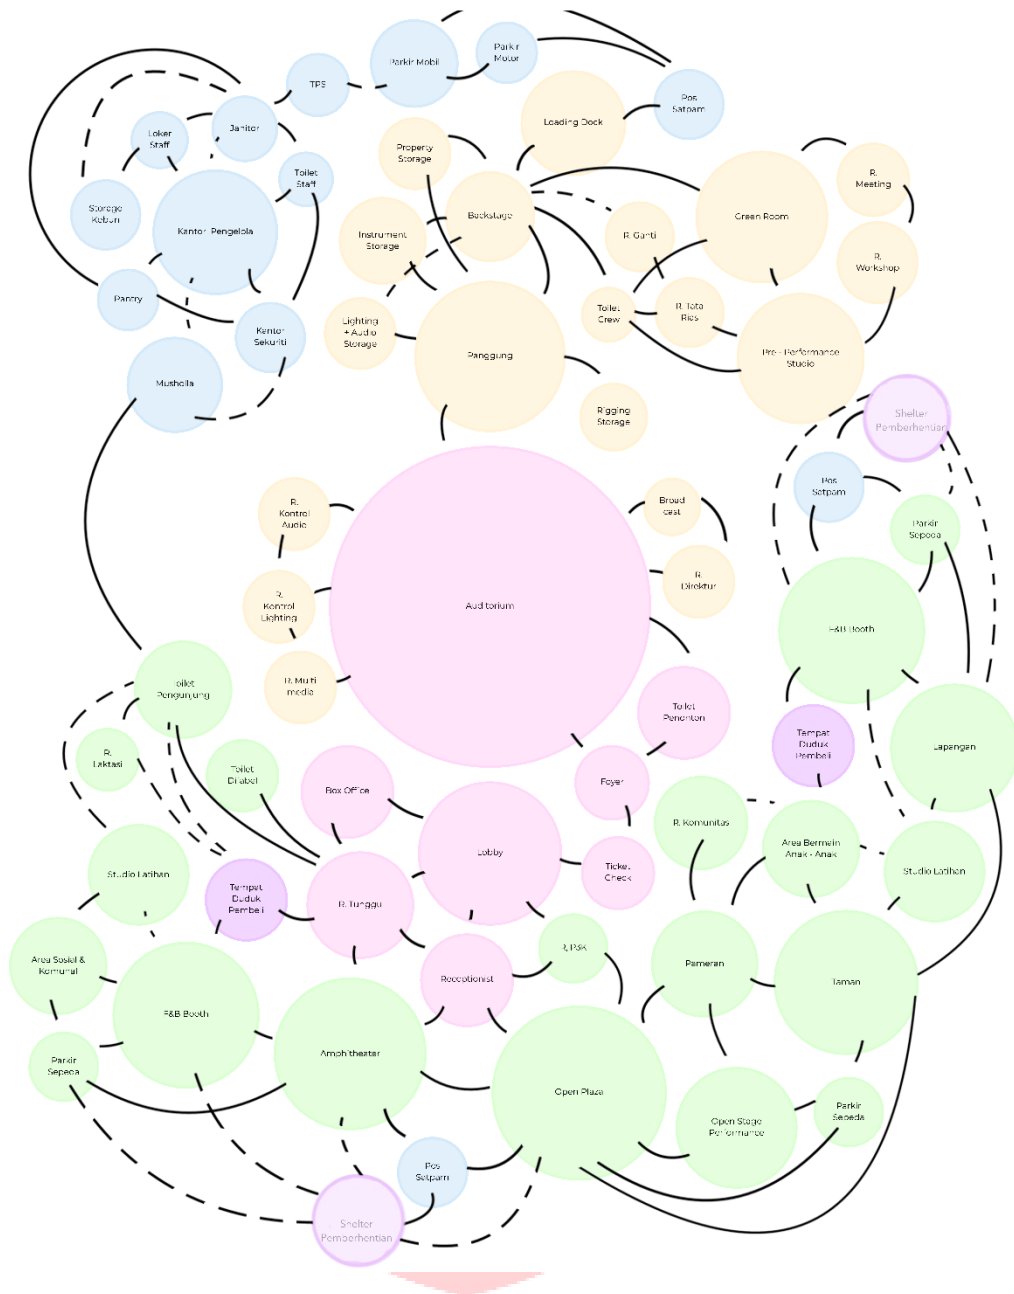 Parkir Mobil
Parkir
Motor
TPS
Pos
Satpam
Loading Dock
Janitor
Loker
Staff
Property
Storage
Toilet
Staff
R.
Meeting
Storage
Kebun
Backstage
Green Room
Kantor Pengelola
Instrument
Storage
R. Ganti
R.
Workshop
Pantry
Toilet
Crew
R. Tata
Rias
Kantor
Sekuriti
Lighting
+ Audio
Storage
Panggung
Pre - Performance
Studio
Musholla
Rigging
Storage
Shelter
Pemberhentian
Pos
Satpam
R.
Kontrol
Audio
Broad
cast
Parkir
Sepeda
R.
Direktur
R.
Kontrol
Lighting
Auditorium
F&B Booth
R. Multi
media
Toilet
Pengunjung
Toilet
Penonton
R.
Laktasi
Toilet
Difabel
Tempat
Duduk
Pembeli
Lapangan
Box Office
Foyer
R. Komunitas
Area Bermain
Anak - Anak
Lobby
Ticket
Check
Studio Latihan
Studio Latihan
Tempat
Duduk
Pembeli
R. Tunggu
R. P3K
Area Sosial &
Komunal
Receptionist
Pameran
Taman
F&B Booth
Amphitheater
Parkir
Sepeda
Open Plaza
Open Stage
Performance
Parkir
Sepeda
Pos
Satpam
Shelter
Pemberhentian